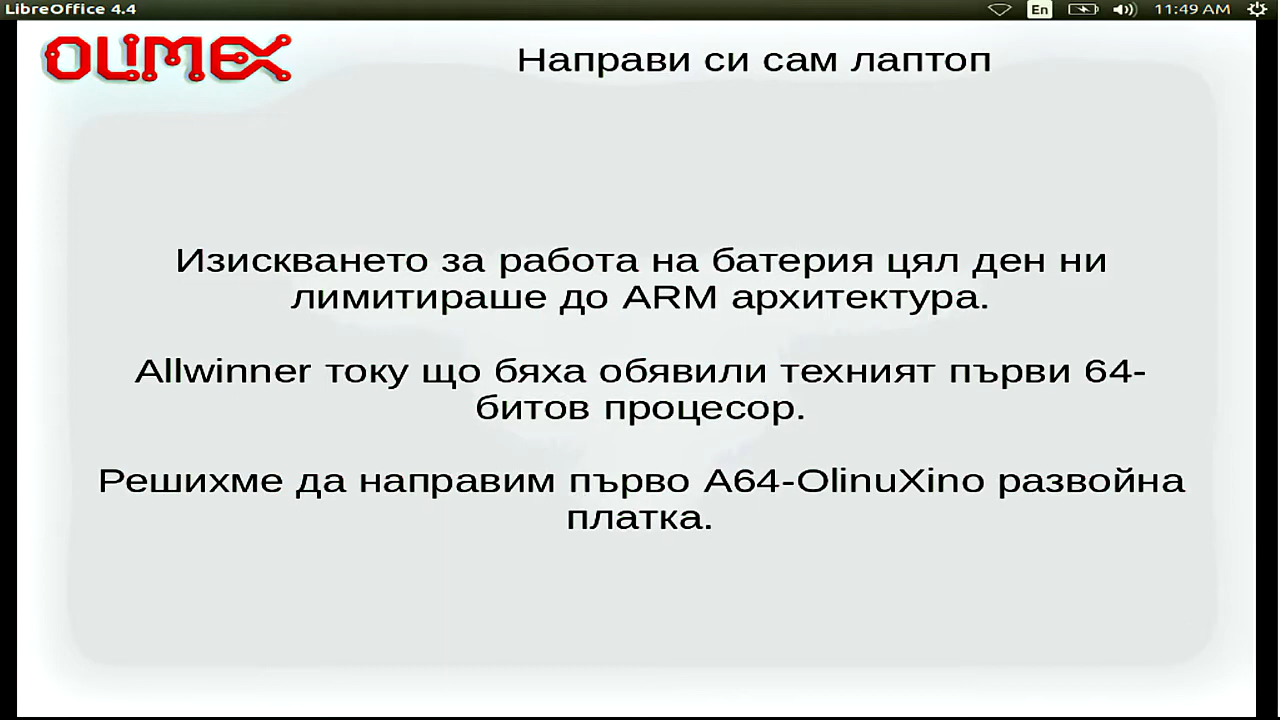 LibreOffice 4.4
En
11:49 AM
OLIMEX
Направи си сам лаптоп
Изискването за работа на батерия цял ден ни
лимитираше до ARM архитектура.
Allwinner току що бяха обявили техният първи 64-
битов процесор.
Решихме да направим първо A64-OlinuXino развойна
платка.